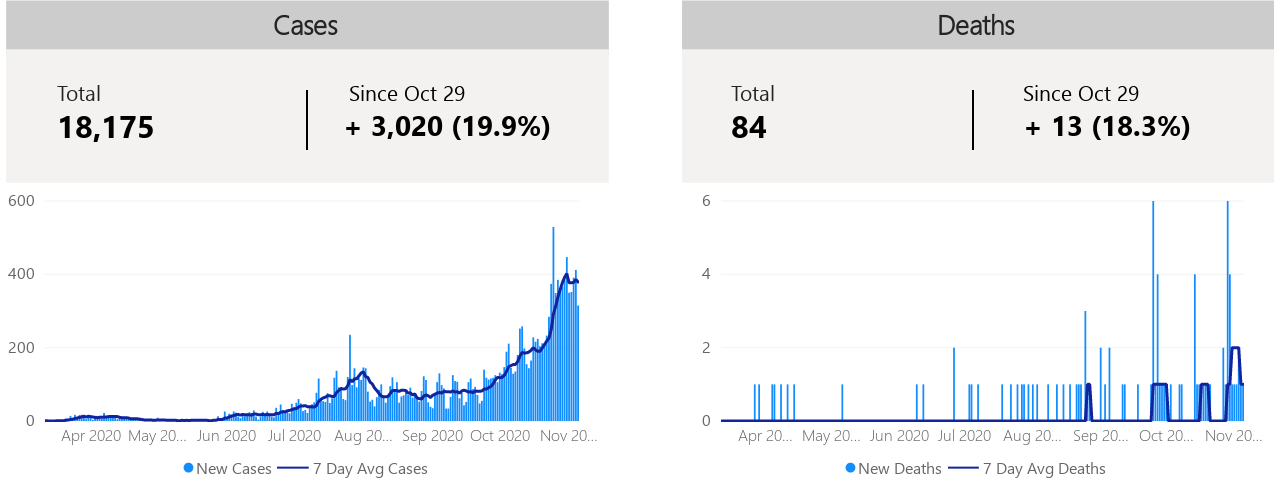 Cases
Total
18,175
Since Oct 29
+ 3,020 (19.9%)
600
400
200
0
Apr 2020 May 20... Jun 2020 Jul 2020 Aug 20... Sep 2020 Oct 2020 Nov 20...
New Cases 7 Day Avg Cases
Deaths
Total
84
Since Oct 29
+ 13 (18.3%)
6
4
2
0
Apr 20... May 20... Jun 2020 Jul 2020 Aug 20... Sep 20... Oct 20... Nov 20...
New Deaths 7 Day Avg Deaths